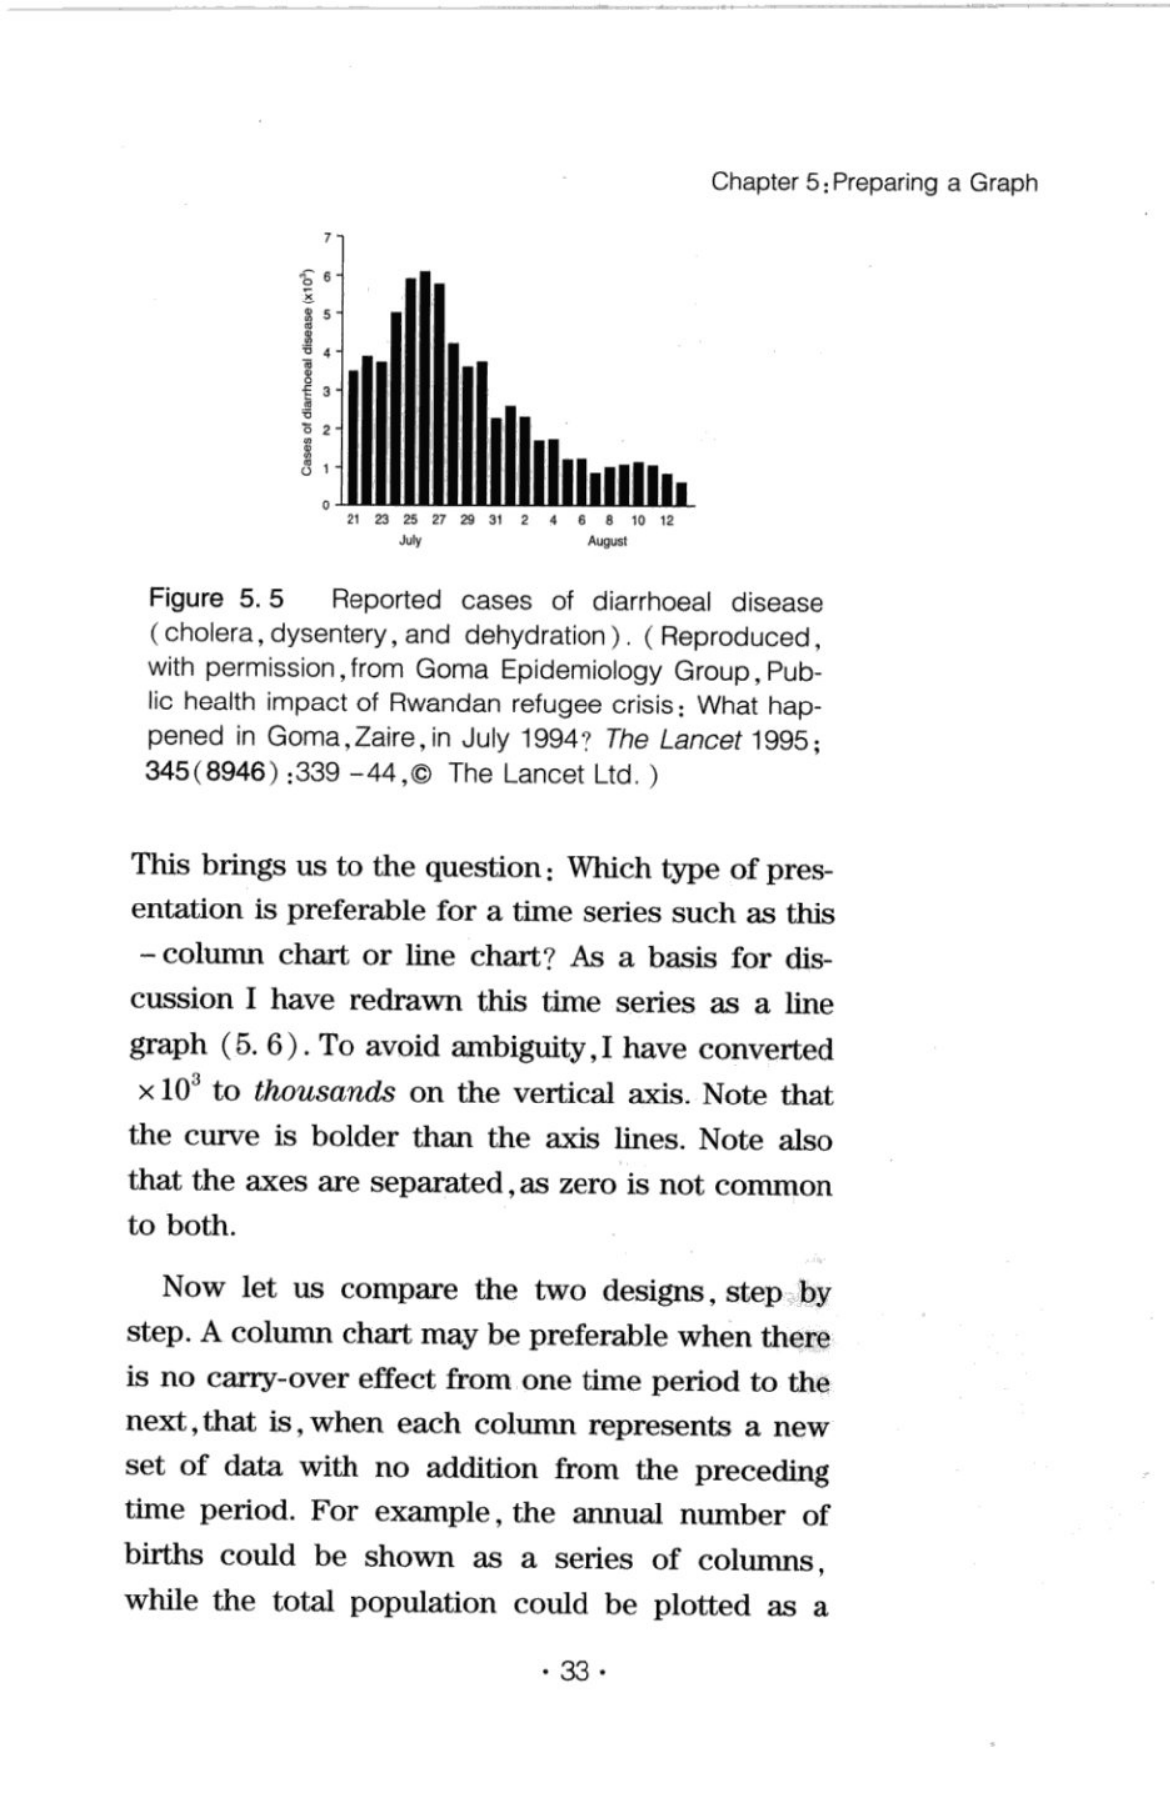 Chapter 5:Preparing a Graph
7
6
5
4
3
2
1
0
Cases of diarrhoeal disease (x10³)
21 23 25 27 29 31 2 4 6 8 10 12
July August
Figure 5. 5 Reported cases of diarrhoeal disease
(cholera, dysentery, and dehydration). (Reproduced,
with permission, from Goma Epidemiology Group, Pub-
lic health impact of Rwandan refugee crisis: What hap-
pened in Goma, Zaire, in July 1994? The Lancet 1995;
345(8946):339 –44,© The Lancet Ltd. )
This brings us to the question: Which type of pres-
entation is preferable for a time series such as this
– column chart or line chart? As a basis for dis-
cussion I have redrawn this time series as a line
graph (5. 6). To avoid ambiguity, I have converted
×10³ to thousands on the vertical axis. Note that
the curve is bolder than the axis lines. Note also
that the axes are separated, as zero is not common
to both.
Now let us compare the two designs, step by
step. A column chart may be preferable when there
is no carry-over effect from one time period to the
next, that is, when each column represents a new
set of data with no addition from the preceding
time period. For example, the annual number of
births could be shown as a series of columns,
while the total population could be plotted as a
· 33 ·